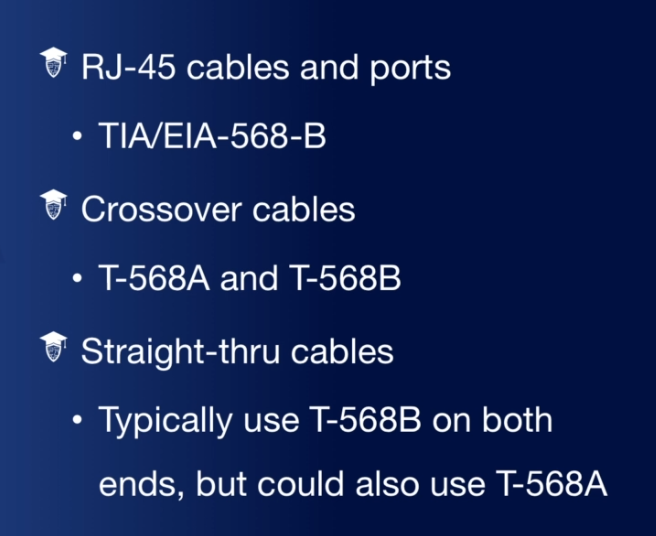 RJ-45 cables and ports
• TIA/EIA-568-B
Crossover cables
• T-568A and T-568B
Straight-thru cables
• Typically use T-568B on both
ends, but could also use T-568A